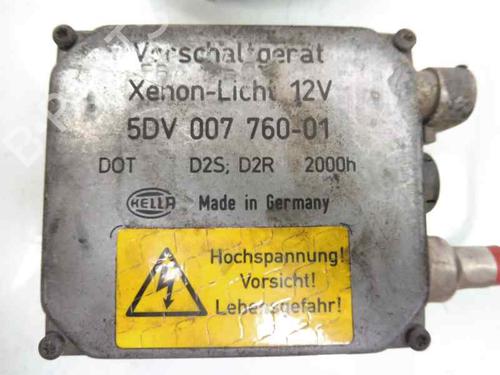 Vorschaltgerät
Xenon-Licht 12V
5DV 007 760-01
DOT D2S; D2R 2000h
HELLA Made in Germany
Hochspannung!
Vorsicht!
Lebensgefahr!